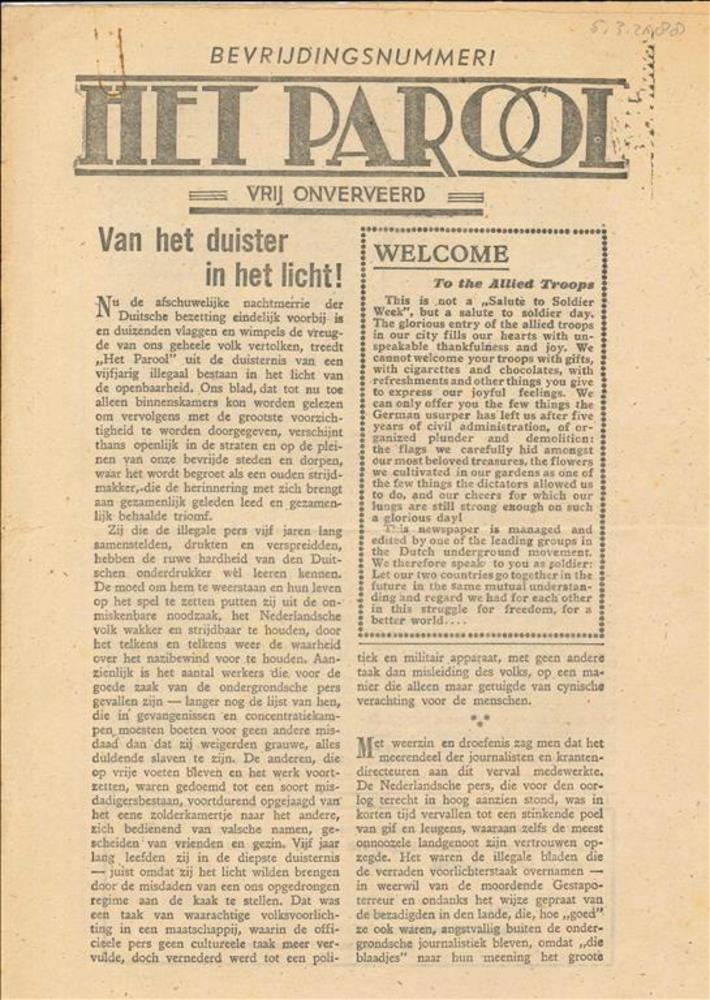 BEVRIJDINGSNUMMER!
HET PAROOL
VRIJ ONVERVEERD
Van het duister
in het licht!
Nu de afschuwelijke nachtmerrie der
Duitsche bezetting eindelijk voorbij is
en duizenden vlaggen en wimpels de vreug-
de van ons geheele volk vertolken, treedt
„Het Parool" uit de duisternis van een
vijfjarig illegaal bestaan in het licht van
de openbaarheid. Ons blad, dat tot nu toe
alleen binnenskamers kon worden gelezen
om vervolgens met de grootste voorzich-
tigheid te worden doorgegeven, verschijnt
thans openlijk in de straten en op de plei-
nen van onze bevrijde steden en dorpen,
waar het wordt begroet als een ouden strijd-
makker, die de herinnering met zich brengt
aan gezamenlijk geleden leed en gezamen-
lijk behaalde triomf.
Zij die de illegale pers vijf jaren lang
samenstelden, drukten en verspreidden,
hebben de ruwe hardheid van den Duit-
schen onderdrukker wèl leeren kennen.
De moed om hem te weerstaan en hun leven
op het spel te zetten putten zij uit de on-
miskenbare noodzaak, het Nederlandsche
volk wakker en strijdbaar te houden, door
het telkens en telkens weer de waarheid
over het nazibewind voor te houden. Aan-
zienlijk is het aantal werkers die voor de
goede zaak van de ondergrondsche pers
gevallen zijn — langer nog de lijst van hen,
die in gevangenissen en concentratiekam-
pen moesten boeten voor geen andere mis-
daad dan dat zij weigerden grauwe, alles
duldende slaven te zijn. De anderen, die
op vrije voeten bleven en het werk voort-
zetten, waren gedoemd tot een soort mis-
dadigersbestaan, voortdurend opgejaagd van
het eene zolderkamertje naar het andere,
zich bedienend van valsche namen, ge-
scheiden van vrienden en gezin. Vijf jaar
lang leefden zij in de diepste duisternis
— juist omdat zij het licht wilden brengen
door de misdaden van een ons opgedrongen
regime aan de kaak te stellen. Dat was
een taak van waarachtige volksvoorlich-
ting in een maatschappij, waarin de offi-
cieele pers geen cultureele taak meer ver-
vulde, doch vernederd werd tot een poli-
WELCOME
To the Allied Troops
This is not a „Salute to Soldier
Week", but a salute to soldier day.
The glorious entry of the allied troops
in our city fills our hearts with un-
speakable thankfulness and joy. We
cannot welcome your troops with gifts,
with cigarettes and chocolates, with
refreshments and other things you give
to express our joyful feelings. We
can only offer you the few things the
German usurper has left us after five
years of civil administration, of or-
ganized plunder and demolition:
the flags we carefully hid amongst
our most beloved treasures, the flowers
we cultivated in our gardens as one of
the few things the dictators allowed us
to do, and our cheers for which our
lungs are still strong enough on such
a glorious day!
This newspaper is managed and
edited by one of the leading groups in
the Dutch underground movement.
We therefore speak to you as soldier:
Let our two countries go together in the
future in the same mutual understan-
ding and regard we had for each other
in this struggle for freedom, for a
better world....
tiek en militair apparaat, met geen andere
taak dan misleiding des volks, op een ma-
nier die alleen maar getuigde van cynische
verachting voor de menschen.
Met weerzin en droefenis zag men dat het
meerendeel der journalisten en kranten-
directeuren aan dit verval medewerkte.
De Nederlandsche pers, die voor den oor-
log terecht in hoog aanzien stond, was in
korten tijd vervallen tot een stinkende poel
van gif en leugens, waaraan zelfs de meest
onnoozele landgenoot zijn vertrouwen op-
zegde. Het waren de illegale bladen die
de verraden voorlichterstaak overnamen —
in weerwil van de moordende Gestapo-
terreur en ondanks het wijze gepraat van
de bezadigden in den lande, die, hoe „goed"
ze ook waren, angstvallig buiten de onder-
grondsche journalistiek bleven, omdat „die
blaadjes" naar hun meening het groote